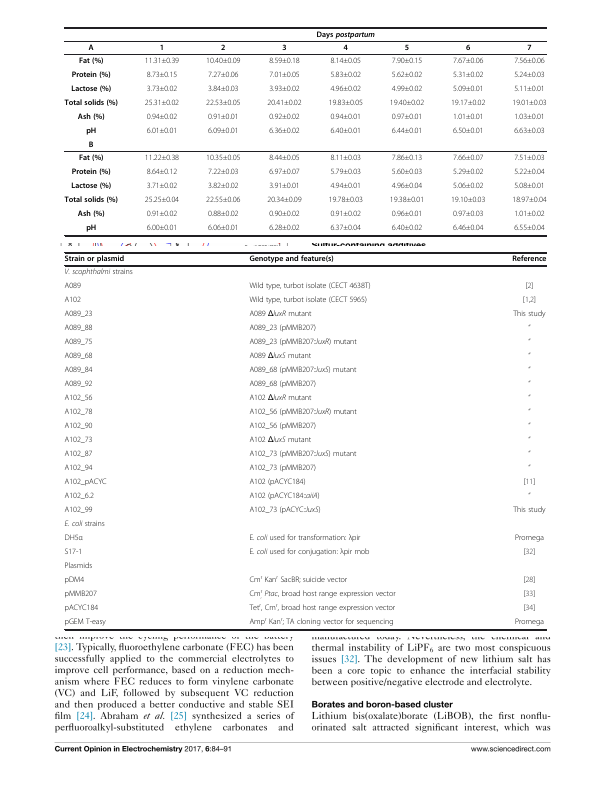 Days postpartum
A 1 2 3 4 5 6 7
Fat (%) 11.31±0.39 10.40±0.09 8.59±0.18 8.14±0.05 7.90±0.15 7.67±0.06 7.56±0.06
Protein (%) 8.73±0.15 7.27±0.06 7.01±0.05 5.83±0.02 5.62±0.02 5.31±0.02 5.24±0.03
Lactose (%) 3.73±0.02 3.84±0.03 3.93±0.02 4.96±0.02 4.99±0.02 5.09±0.01 5.11±0.01
Total solids (%) 25.31±0.02 22.53±0.05 20.41±0.02 19.83±0.05 19.40±0.02 19.17±0.02 19.01±0.03
Ash (%) 0.94±0.02 0.91±0.01 0.92±0.02 0.94±0.01 0.97±0.01 1.01±0.01 1.03±0.01
pH 6.01±0.01 6.09±0.01 6.36±0.02 6.40±0.01 6.44±0.01 6.50±0.01 6.63±0.03
B
Fat (%) 11.22±0.38 10.35±0.05 8.44±0.05 8.11±0.03 7.86±0.13 7.66±0.07 7.51±0.03
Protein (%) 8.64±0.12 7.22±0.03 6.97±0.07 5.79±0.03 5.60±0.03 5.29±0.02 5.22±0.04
Lactose (%) 3.71±0.02 3.82±0.02 3.91±0.01 4.94±0.01 4.96±0.04 5.06±0.02 5.08±0.01
Total solids (%) 25.25±0.04 22.55±0.06 20.34±0.09 19.78±0.03 19.38±0.01 19.10±0.03 18.97±0.04
Ash (%) 0.91±0.02 0.88±0.02 0.90±0.02 0.91±0.02 0.96±0.01 0.97±0.03 1.01±0.02
pH 6.00±0.01 6.06±0.01 6.28±0.02 6.37±0.04 6.40±0.02 6.46±0.04 6.55±0.04
Sulfur-containing additives
Strain or plasmid Genotype and feature(s) Reference
V. scophthalmi strains
A089 Wild type, turbot isolate (CECT 4638T) [2]
A102 Wild type, turbot isolate (CECT 5965) [1,2]
A089_23 A089 ΔluxR mutant This study
A089_88 A089_23 (pMMB207) "
A089_75 A089_23 (pMMB207::luxR) mutant "
A089_68 A089 ΔluxS mutant "
A089_84 A089_68 (pMMB207::luxS) mutant "
A089_92 A089_68 (pMMB207) "
A102_56 A102 ΔluxR mutant "
A102_78 A102_56 (pMMB207::luxR) mutant "
A102_90 A102_56 (pMMB207) "
A102_73 A102 ΔluxS mutant "
A102_87 A102_73 (pMMB207::luxS) mutant "
A102_94 A102_73 (pMMB207) "
A102_pACYC A102 (pACYC184) [11]
A102_6.2 A102 (pACYC184::aiiA) "
A102_99 A102_73 (pACYC::luxS) This study
E. coli strains
DH5α E. coli used for transformation: λpir Promega
S17-1 E. coli used for conjugation: λpir mob [32]
Plasmids
pDM4 Cmʳ Kanʳ SacBR; suicide vector [28]
pMMB207 Cmʳ Ptac, broad host range expression vector [33]
pACYC184 Tetʳ, Cmʳ, broad host range expression vector [34]
pGEM T-easy Ampʳ Kanʳ; TA cloning vector for sequencing Promega
then improve the cycling performance of the battery
[23]. Typically, fluoroethylene carbonate (FEC) has been
successfully applied to the commercial electrolytes to
improve cell performance, based on a reduction mech-
anism where FEC reduces to form vinylene carbonate
(VC) and LiF, followed by subsequent VC reduction
and then produced a better conductive and stable SEI
film [24]. Abraham et al. [25] synthesized a series of
perfluoroalkyl-substituted ethylene carbonates and
manufactured today. Nevertheless, the chemical and
thermal instability of LiPF₆ are two most conspicuous
issues [32]. The development of new lithium salt has
been a core topic to enhance the interfacial stability
between positive/negative electrode and electrolyte.
Borates and boron-based cluster
Lithium bis(oxalate)borate (LiBOB), the first nonflu-
orinated salt attracted significant interest, which was
Current Opinion in Electrochemistry 2017, 6:84–91 www.sciencedirect.com